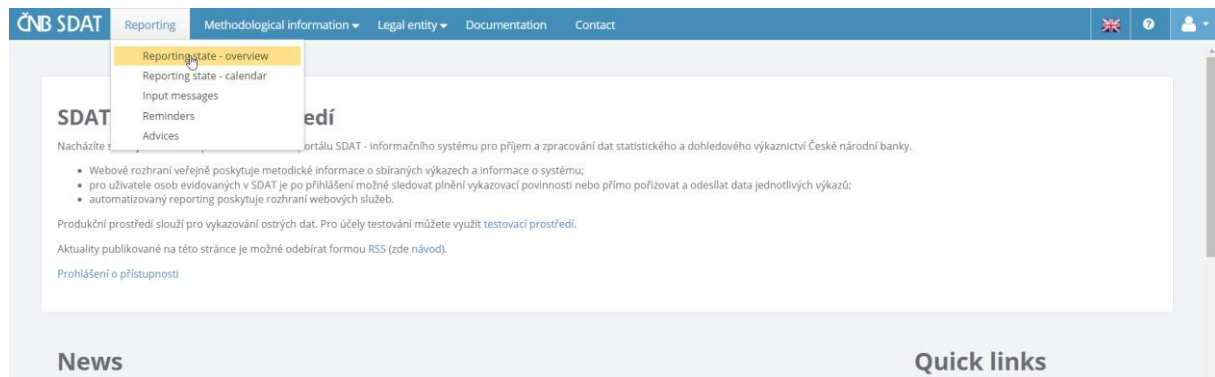 ČNB SDAT Reporting Methodological information Legal entity Documentation Contact
Reporting state - overview
Reporting state - calendar
Input messages
Reminders
Advices
SDAT edí
Nacházíte s ortálu SDAT - informačního systému pro příjem a zpracování dat statistického a dohledového výkaznictví České národní banky.
Webové rozhraní veřejně poskytuje metodické informace o sbíraných výkazech a informace o systému;
pro uživatele osob evidovaných v SDAT je po přihlášení možné sledovat plnění vykazovací povinnosti nebo přímo pořizovat a odesílat data jednotlivých výkazů;
automatizovaný reporting poskytuje rozhraní webových služeb.
Produkční prostředí slouží pro vykazování ostrých dat. Pro účely testování můžete využít testovací prostředí.
Aktuality publikované na této stránce je možné odebírat formou RSS (zde návod).
Prohlášení o přístupnosti
News Quick links